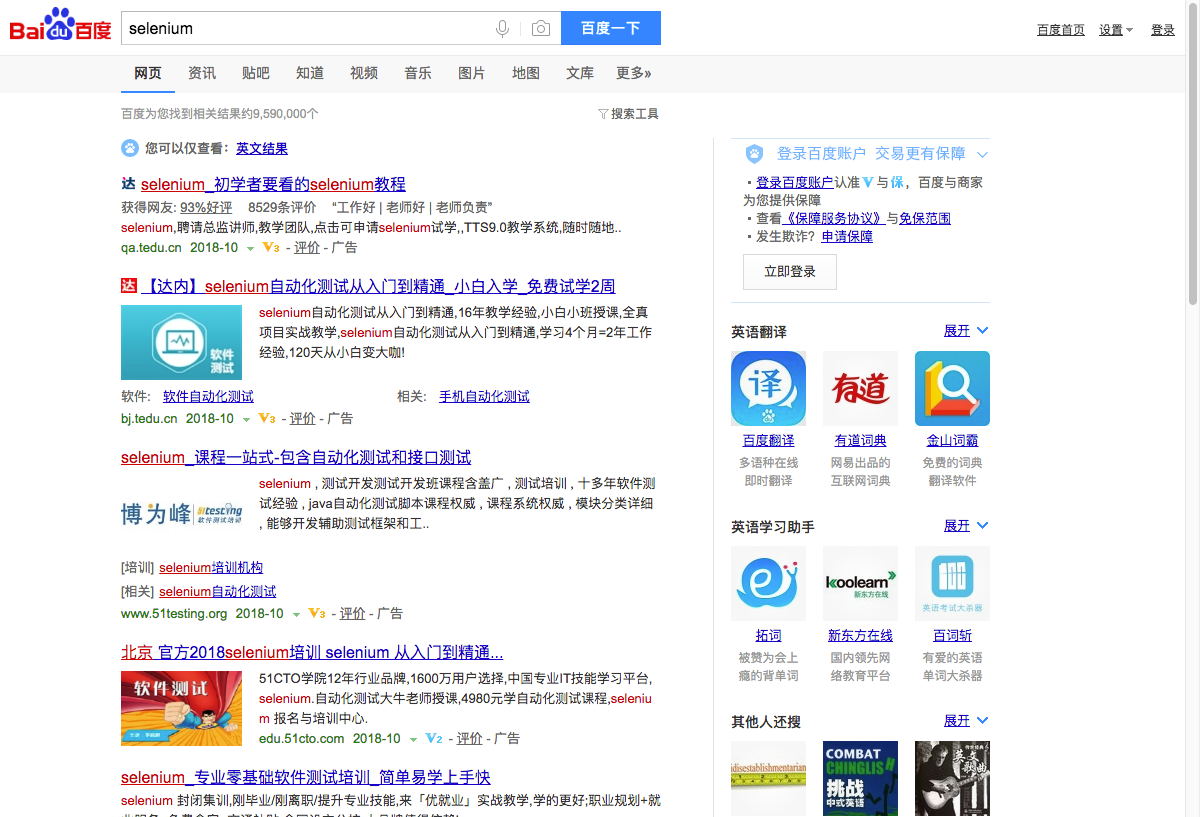 Bai du 百度
selenium
百度一下
百度首页 设置 登录
网页 资讯 贴吧 知道 视频 音乐 图片 地图 文库 更多»
百度为您找到相关结果约9,590,000个
搜索工具
您可以仅查看：英文结果
达 selenium_初学者要看的selenium教程
获得网友: 93%好评 8529条评价 “工作好 | 老师好 | 老师负责”
selenium,聘请总监讲师,教学团队,点击可申请selenium试学,,TTS9.0教学系统,随时随地..
qa.tedu.cn 2018-10 V3 - 评价 - 广告
达 【达内】selenium自动化测试从入门到精通_小白入学_免费试学2周
软件
测试
selenium自动化测试从入门到精通,16年教学经验,小白小班授课,全真
项目实战教学,selenium自动化测试从入门到精通,学习4个月=2年工作
经验,120天从小白变大咖!
软件: 软件自动化测试 相关: 手机自动化测试
bj.tedu.cn 2018-10 V3 - 评价 - 广告
selenium_课程一站式-包含自动化测试和接口测试
博为峰 51testing
软件测试培训
selenium , 测试开发测试开发班课程含盖广 , 测试培训 , 十多年软件测
试经验 , java自动化测试脚本课程权威 , 课程系统权威 , 模块分类详细
, 能够开发辅助测试框架和工..
[培训] selenium培训机构
[相关] selenium自动化测试
www.51testing.org 2018-10 V3 - 评价 - 广告
北京 官方2018selenium培训 selenium 从入门到精通...
软件测试
51CTO学院12年行业品牌,1600万用户选择,中国专业IT技能学习平台,
selenium.自动化测试大牛老师授课,4980元学自动化测试课程,seleniu
m 报名与培训中心.
edu.51cto.com 2018-10 V2 - 评价 - 广告
selenium_专业零基础软件测试培训_简单易学上手快
selenium 封闭集训,刚毕业/刚离职/提升专业技能,来「优就业」实战教学,学的更好;职业规划+就
登录百度账户 交易更有保障
· 登录百度账户认准V与保，百度与商家
为您提供保障
· 查看《保障服务协议》与免保范围
· 发生欺诈？申请保障
立即登录
英语翻译 展开
译
有道
百度翻译 有道词典 金山词霸
多语种在线 网易出品的 免费的词典
即时翻译 互联网词典 翻译软件
英语学习助手 展开
koolearn
新东方在线
英语考试大杀器
拓词 新东方在线 百词斩
被赞为会上 国内领先网 有爱的英语
瘾的背单词 络教育平台 单词大杀器
其他人还搜 展开
disestablishmentarian
COMBAT
CHINGLISH
挑战
中式英语
英文歌曲